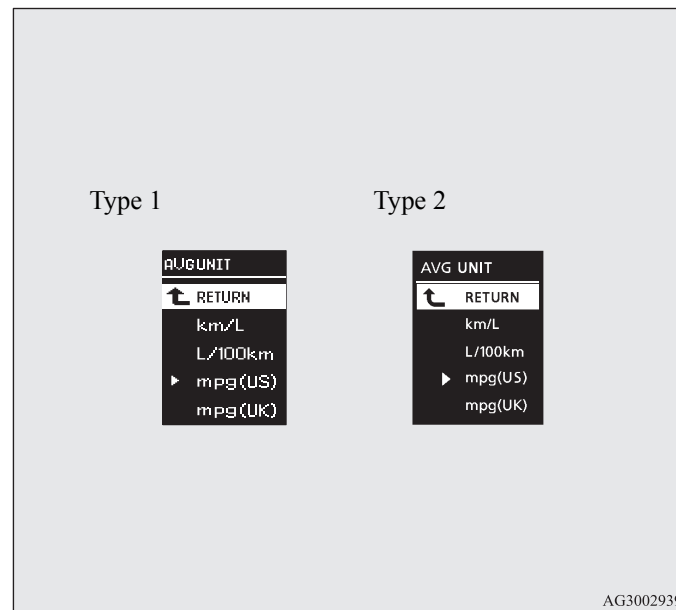 Type 1
Type 2
AVG UNIT
RETURN
km/L
L/100km
mpg(US)
mpg(UK)
AVG UNIT
RETURN
km/L
L/100km
mpg(US)
mpg(UK)
AG3002939